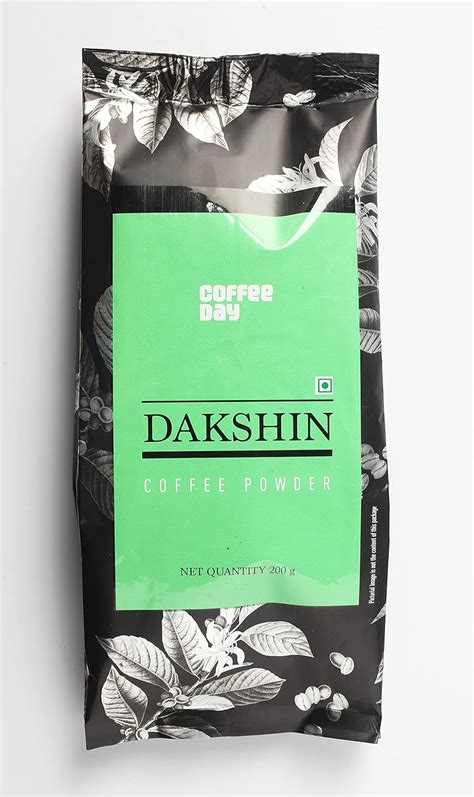 coffee
day
DAKSHIN
COFFEE POWDER
NET QUANTITY 200 g
Pictorial image is not the content of this package